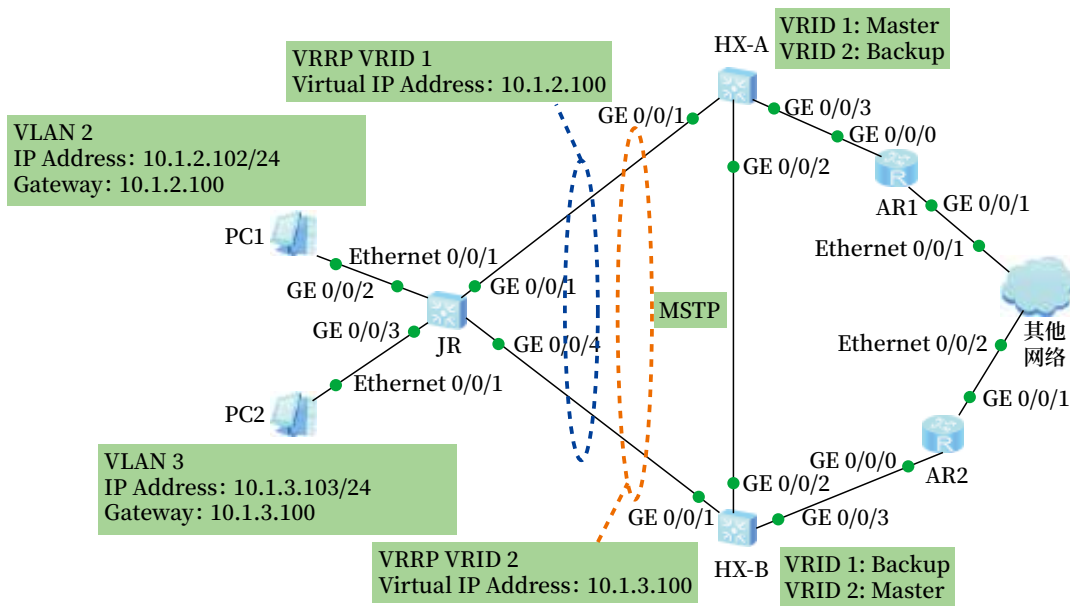 VRID 1: Master
VRID 2: Backup
HX-A
VRRP VRID 1
Virtual IP Address: 10.1.2.100
GE 0/0/1
GE 0/0/3
GE 0/0/0
VLAN 2
IP Address: 10.1.2.102/24
Gateway: 10.1.2.100
GE 0/0/2
AR1
GE 0/0/1
PC1
Ethernet 0/0/1
Ethernet 0/0/1
GE 0/0/2
GE 0/0/1
MSTP
GE 0/0/3
JR
GE 0/0/4
其他
网络
Ethernet 0/0/2
Ethernet 0/0/1
PC2
GE 0/0/1
VLAN 3
IP Address: 10.1.3.103/24
Gateway: 10.1.3.100
GE 0/0/0
AR2
GE 0/0/2
GE 0/0/1
GE 0/0/3
VRRP VRID 2
Virtual IP Address: 10.1.3.100
HX-B
VRID 1: Backup
VRID 2: Master